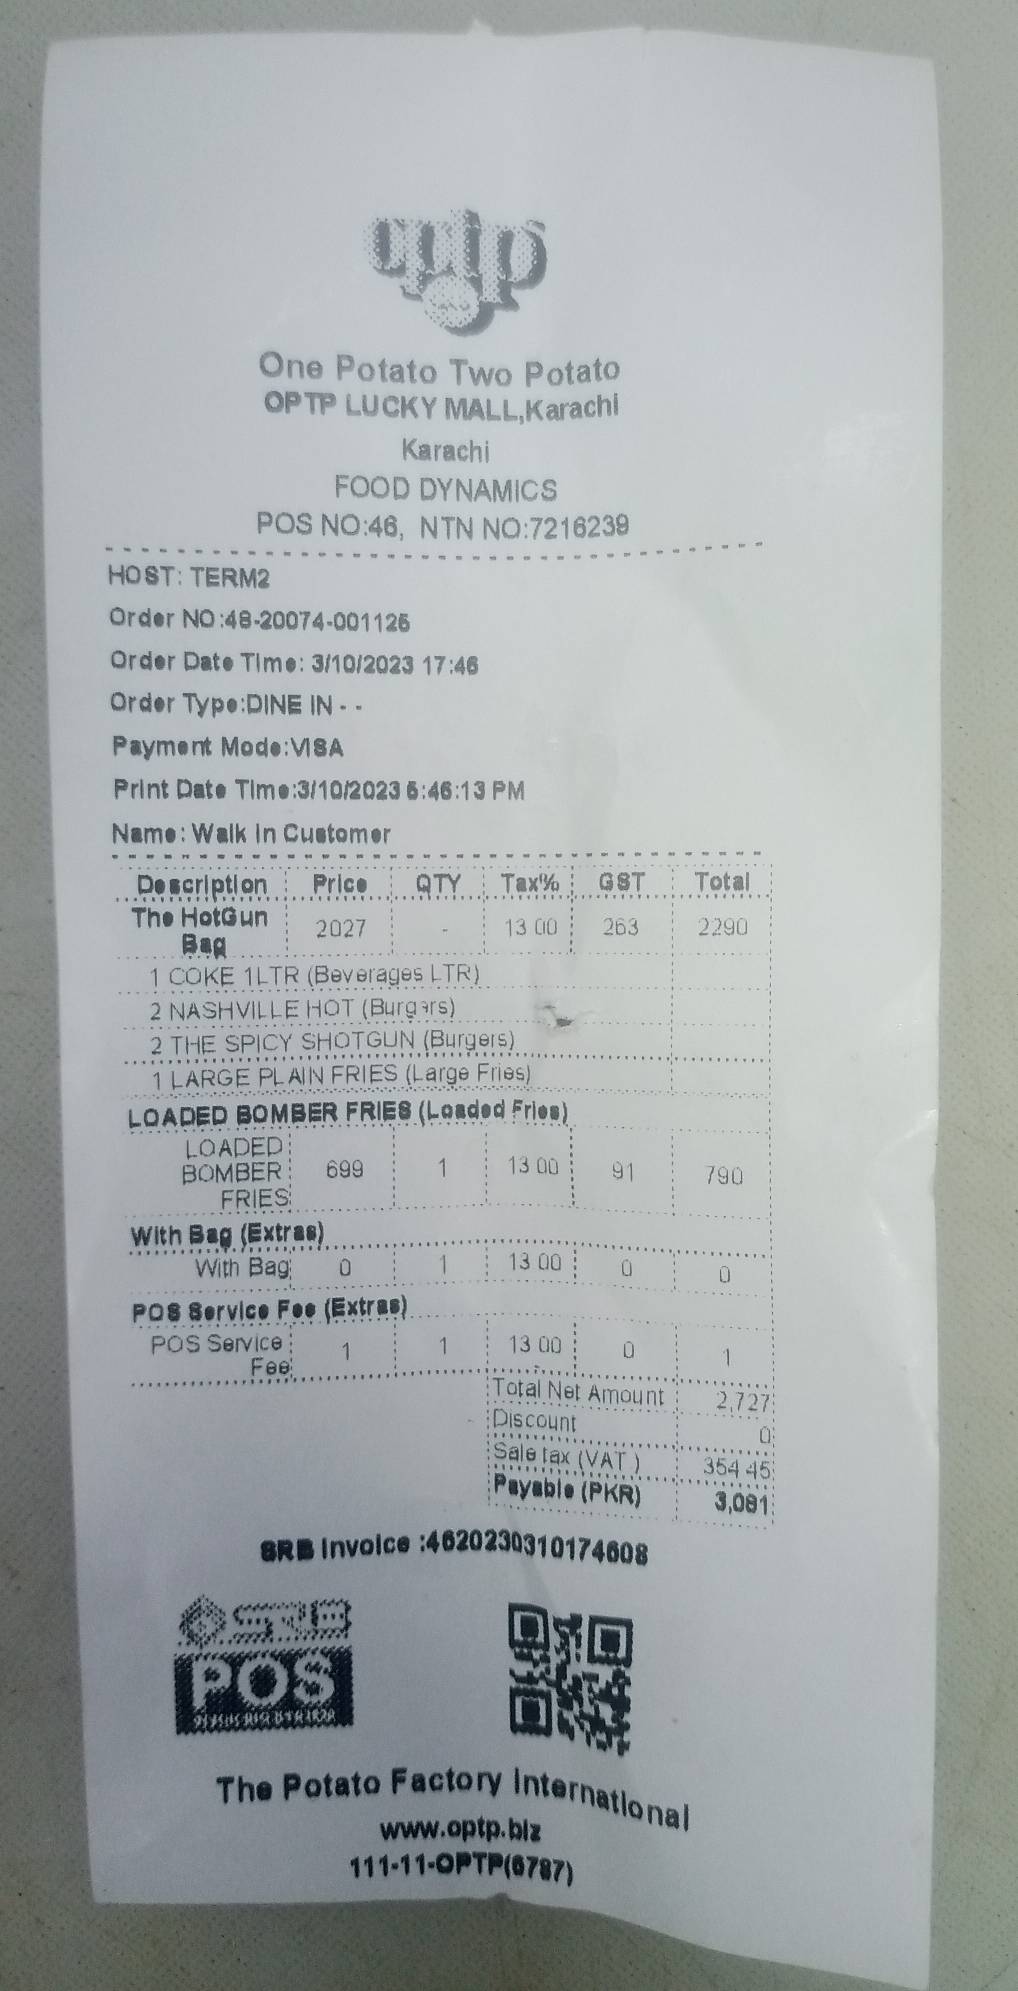 optp
One Potato Two Potato
OPTP LUCKY MALL,Karachi
Karachi
FOOD DYNAMICS
POS NO:46, NTN NO:7216239
HOST: TERM2
Order NO:48-20074-001126
Order Date Time: 3/10/2023 17:46
Order Type:DINE IN - -
Payment Mode:VISA
Print Date Time:3/10/2023 5:46:13 PM
Name: Walk In Customer
Description Price QTY Tax% GST Total
The HotGun Bag 2027 - 13.00 263 2290
1 COKE 1LTR (Beverages LTR)
2 NASHVILLE HOT (Burgers)
2 THE SPICY SHOTGUN (Burgers)
1 LARGE PLAIN FRIES (Large Fries)
LOADED BOMBER FRIES (Loaded Fries)
LOADED BOMBER FRIES 699 1 13.00 91 790
With Bag (Extras)
With Bag 0 1 13.00 0 0
POS Service Fee (Extras)
POS Service Fee 1 1 13.00 0 1
Total Net Amount 2,727
Discount 0
Sale tax (VAT ) 354.45
Payable (PKR) 3,081
SRB Invoice :4620230310174608
SRB
POS
The Potato Factory International
www.optp.biz
111-11-OPTP(6787)